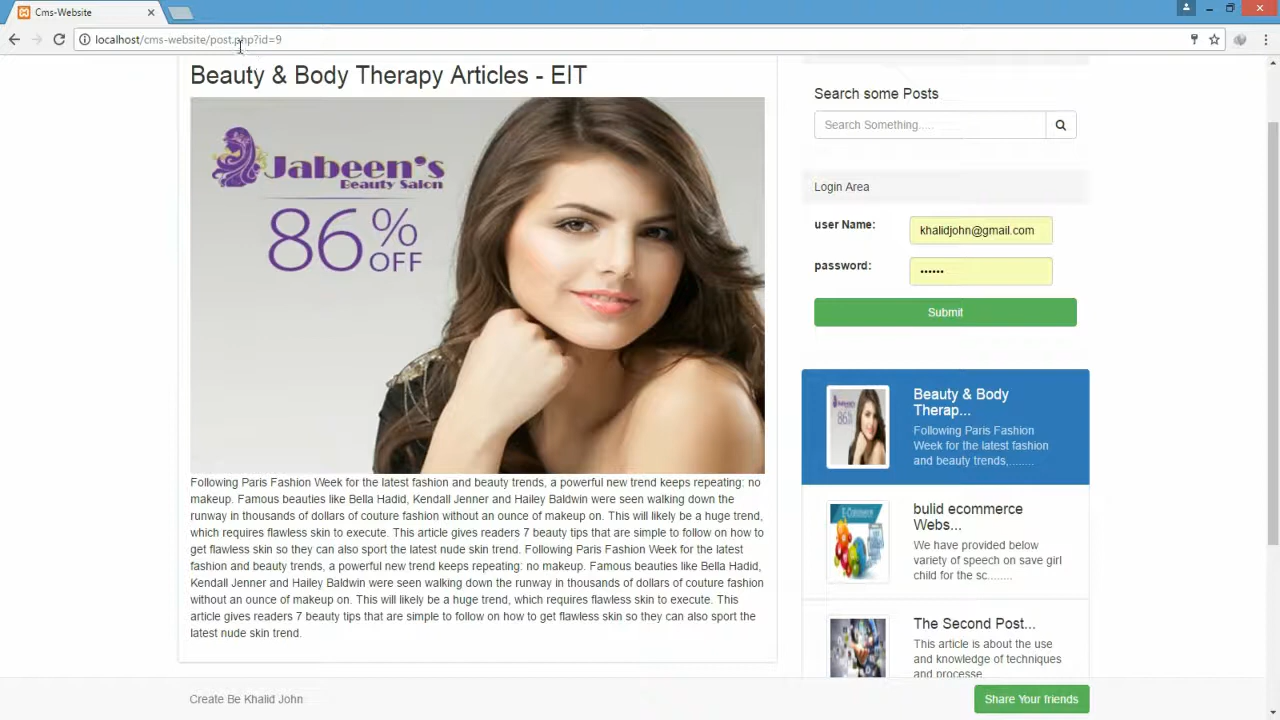 Cms-Website
localhost/cms-website/post.php?id=9
Beauty & Body Therapy Articles - EIT
Jabeen's
Beauty Salon
86% OFF
Following Paris Fashion Week for the latest fashion and beauty trends, a powerful new trend keeps repeating: no
makeup. Famous beauties like Bella Hadid, Kendall Jenner and Hailey Baldwin were seen walking down the
runway in thousands of dollars of couture fashion without an ounce of makeup on. This will likely be a huge trend,
which requires flawless skin to execute. This article gives readers 7 beauty tips that are simple to follow on how to
get flawless skin so they can also sport the latest nude skin trend. Following Paris Fashion Week for the latest
fashion and beauty trends, a powerful new trend keeps repeating: no makeup. Famous beauties like Bella Hadid,
Kendall Jenner and Hailey Baldwin were seen walking down the runway in thousands of dollars of couture fashion
without an ounce of makeup on. This will likely be a huge trend, which requires flawless skin to execute. This
article gives readers 7 beauty tips that are simple to follow on how to get flawless skin so they can also sport the
latest nude skin trend.
Search some Posts
Search Something.....
Login Area
user Name:
khalidjohn@gmail.com
password:
••••••
Submit
Beauty & Body
Therap...
Following Paris Fashion
Week for the latest fashion
and beauty trends,........
bulid ecommerce
Webs...
We have provided below
variety of speech on save girl
child for the sc........
The Second Post...
This article is about the use
and knowledge of techniques
and processe
Create Be Khalid John
Share Your friends